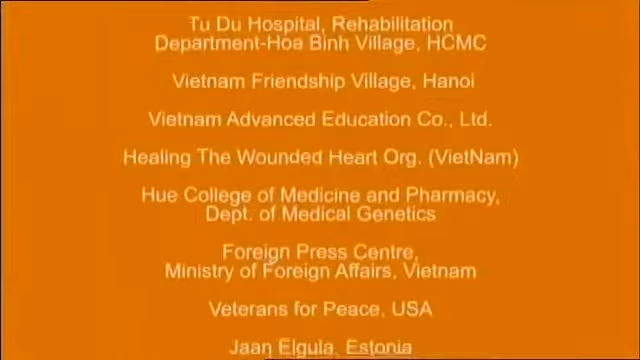 Tu Du Hospital, Rehabilitation
Department-Hoa Binh Village, HCMC
Vietnam Friendship Village, Hanoi
Vietnam Advanced Education Co., Ltd.
Healing The Wounded Heart Org. (VietNam)
Hue College of Medicine and Pharmacy,
Dept. of Medical Genetics
Foreign Press Centre,
Ministry of Foreign Affairs, Vietnam
Veterans for Peace, USA
Jaan Elgula, Estonia